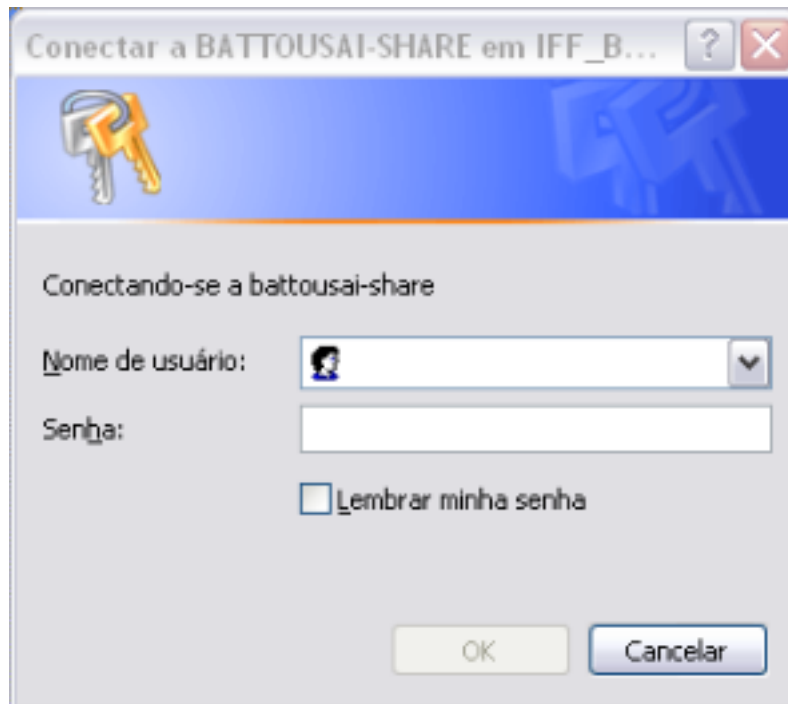 Conectar a BATTOUSAI-SHARE em IFF_B...
Conectando-se a battousai-share
Nome de usuário:
Senha:
Lembrar minha senha
OK
Cancelar